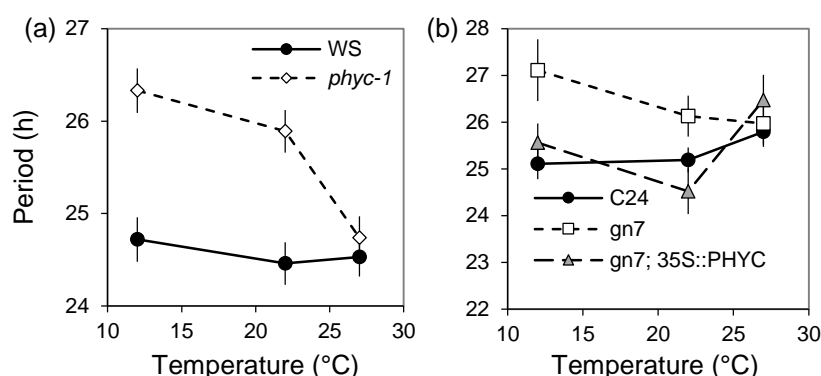 (a)
27
26
25
24
Period (h)
WS
phyc-1
10
15
20
25
30
Temperature (°C)
(b)
28
27
26
25
24
23
22
C24
gn7
gn7; 35S::PHYC
10
15
20
25
30
Temperature (°C)